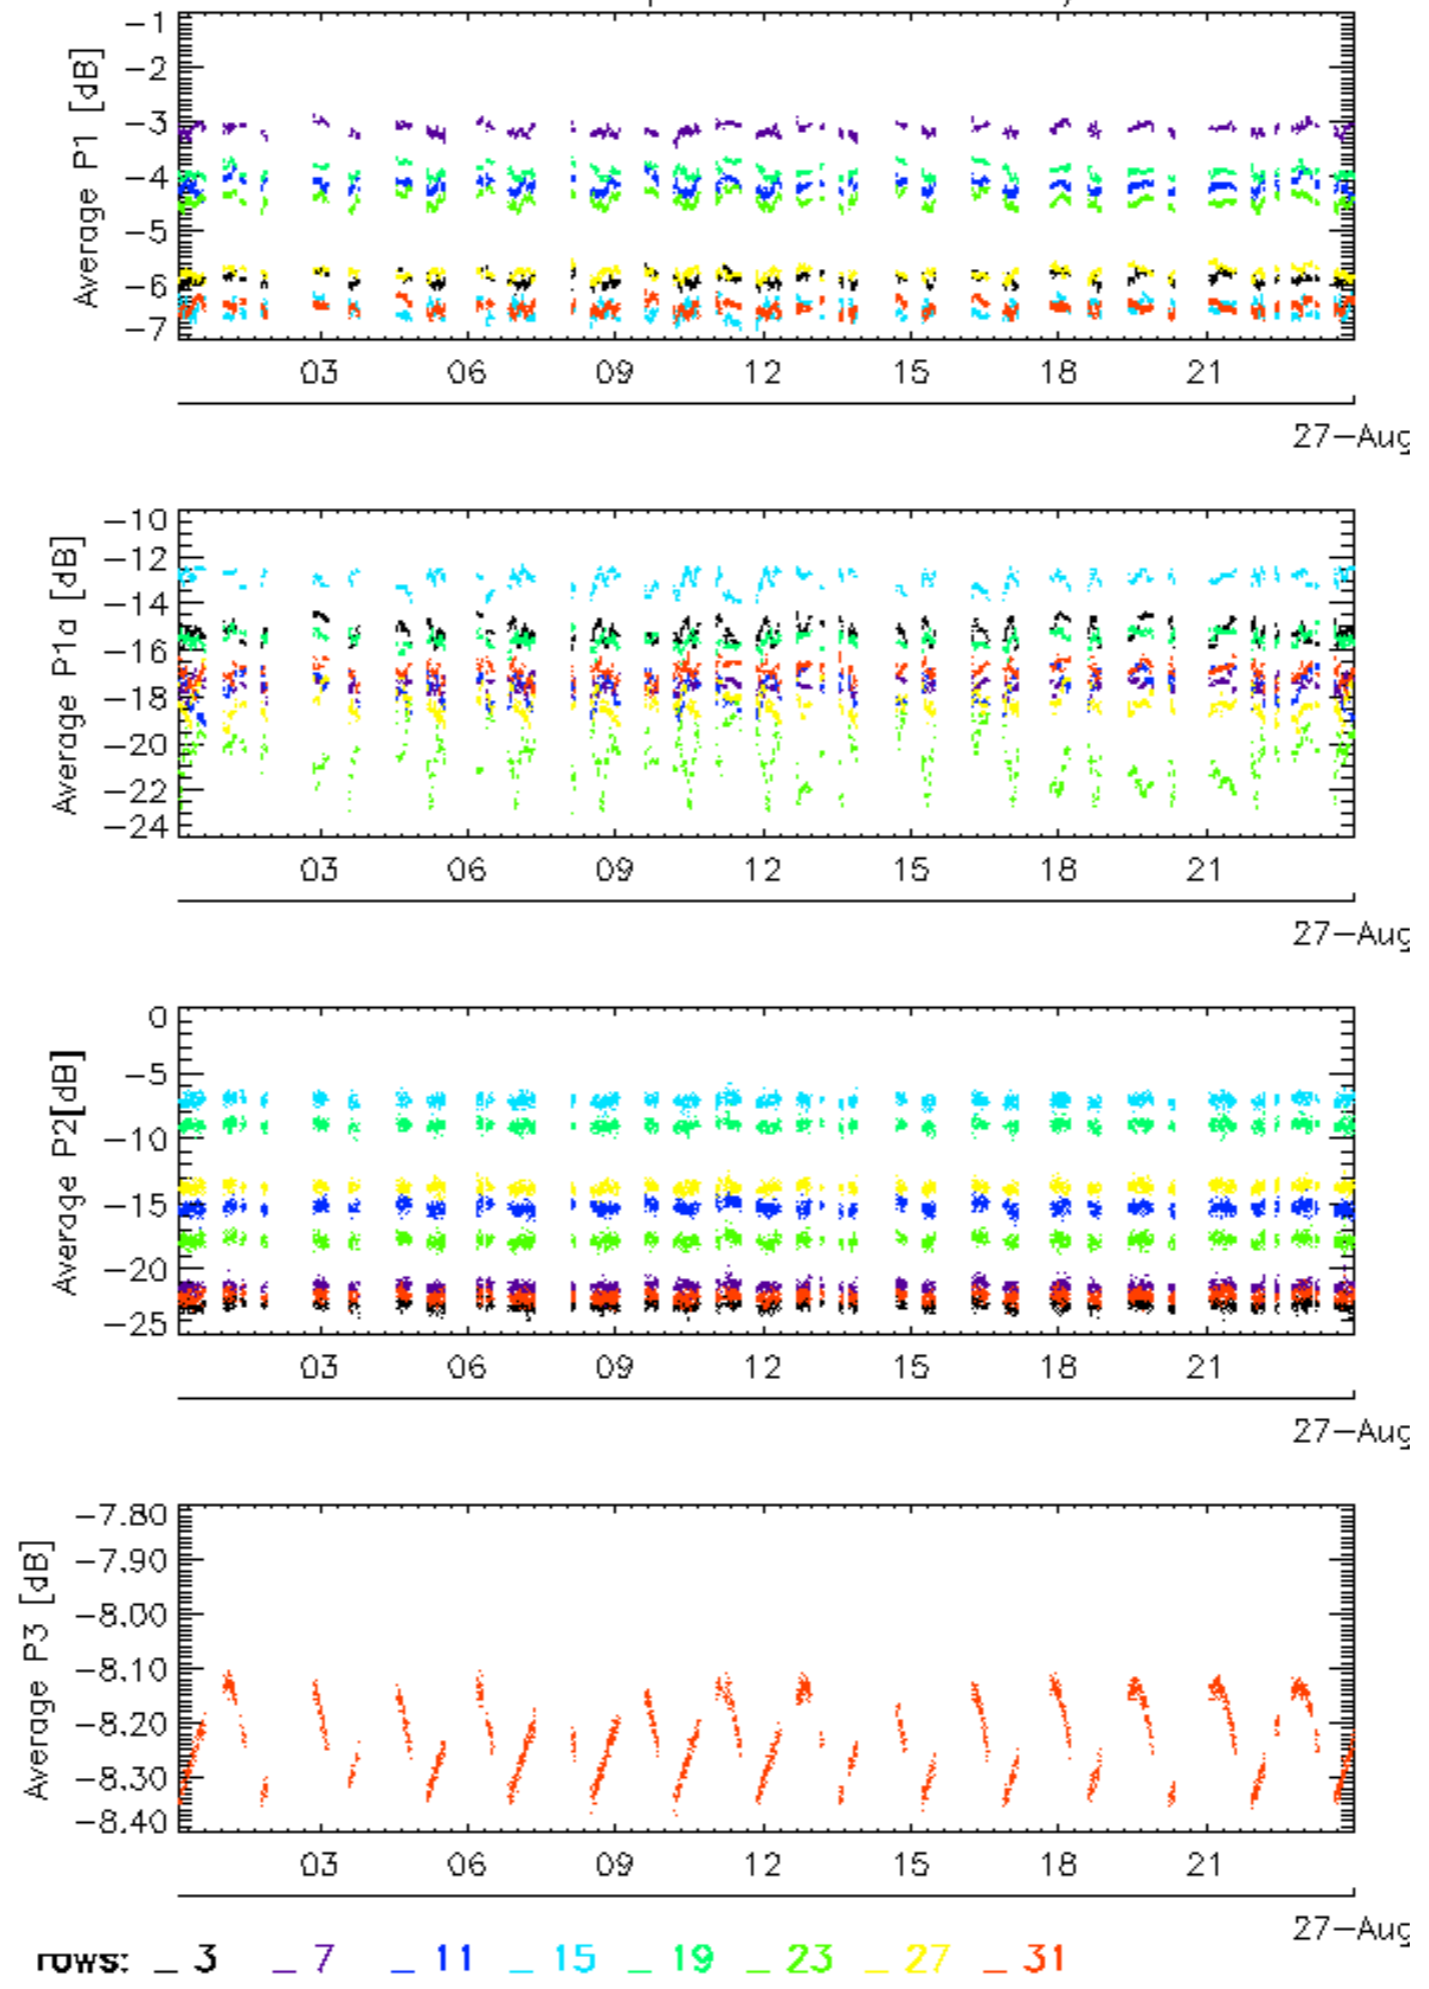 Average P1 [dB]
-1
-2
-3
-4
-5
-6
-7
03 06 09 12 15 18 21
27-Aug
Average P1a [dB]
-10
-12
-14
-16
-18
-20
-22
-24
03 06 09 12 15 18 21
27-Aug
Average P2[dB]
0
-5
-10
-15
-20
-25
03 06 09 12 15 18 21
27-Aug
Average P3 [dB]
-7.80
-7.90
-8.00
-8.10
-8.20
-8.30
-8.40
03 06 09 12 15 18 21
27-Aug
rows: _ 3 _ 7 _ 11 _ 15 _ 19 _ 23 _ 27 _ 31